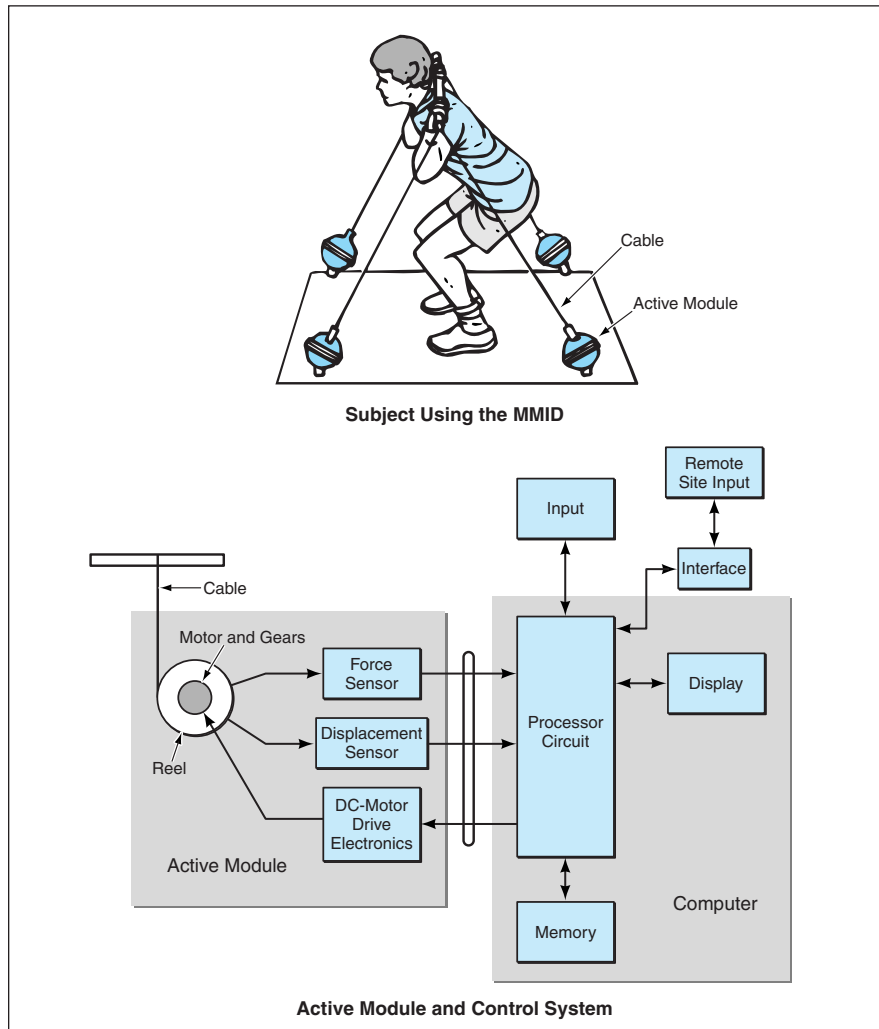 Cable
Active Module
Subject Using the MMID
Remote
Site Input
Input
Interface
Cable
Motor and Gears
Force
Sensor
Display
Displacement
Sensor
Processor
Circuit
Reel
DC-Motor
Drive
Electronics
Active Module
Computer
Memory
Active Module and Control System